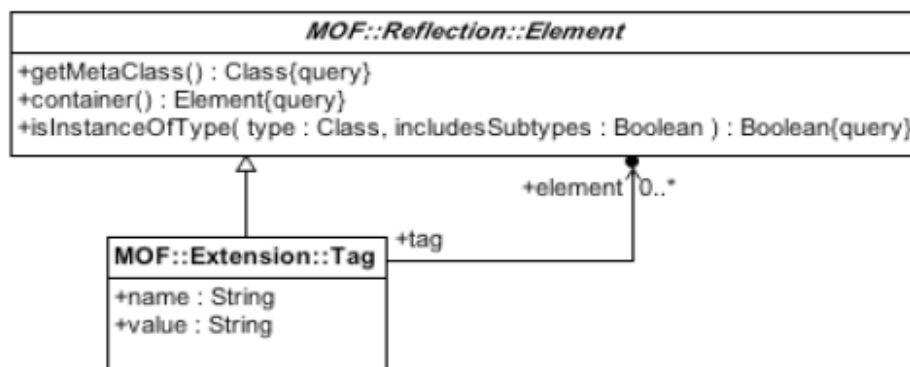 MOF::Reflection::Element
+getMetaClass() : Class{query}
+container() : Element{query}
+isInstanceOfType( type : Class, includesSubtypes : Boolean ) : Boolean{query}
+element 0..*
+tag
MOF::Extension::Tag
+name : String
+value : String